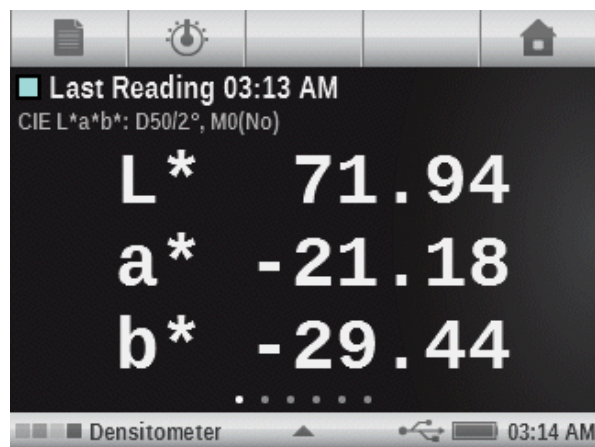 Last Reading 03:13 AM
CIE L*a*b*: D50/2°, M0(No)
L* 71.94
a* -21.18
b* -29.44
Densitometer 03:14 AM